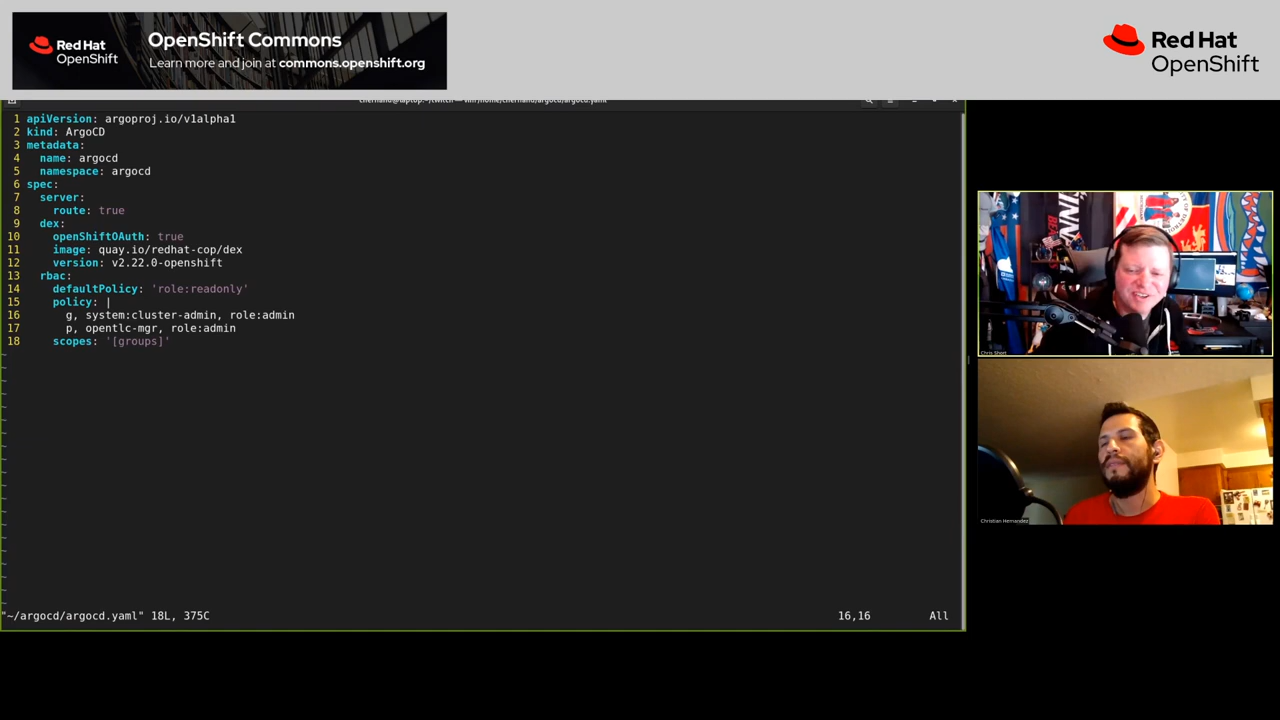 Red Hat
OpenShift
OpenShift Commons
Learn more and join at commons.openshift.org
Red Hat
OpenShift
1 apiVersion: argoproj.io/v1alpha1
2 kind: ArgoCD
3 metadata:
4   name: argocd
5   namespace: argocd
6 spec:
7   server:
8     route: true
9   dex:
10     openShiftOAuth: true
11     image: quay.io/redhat-cop/dex
12     version: v2.22.0-openshift
13   rbac:
14     defaultPolicy: 'role:readonly'
15     policy: |
16       g, system:cluster-admin, role:admin
17       p, opentlc-mgr, role:admin
18     scopes: '[groups]'
"~/argocd/argocd.yaml" 18L, 375C 16,16 All
Chris Short
Christian Hernandez